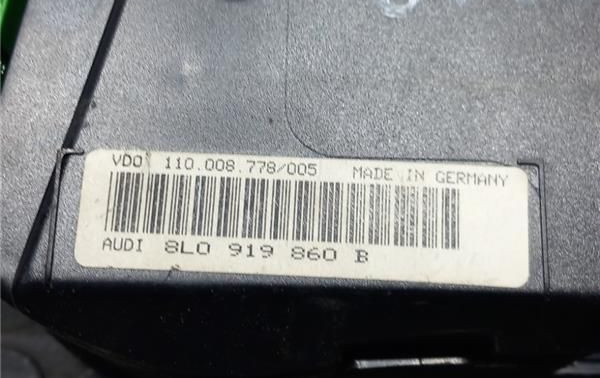 VDO 110.008.778/005 MADE IN GERMANY
AUDI 8L0 919 860 B